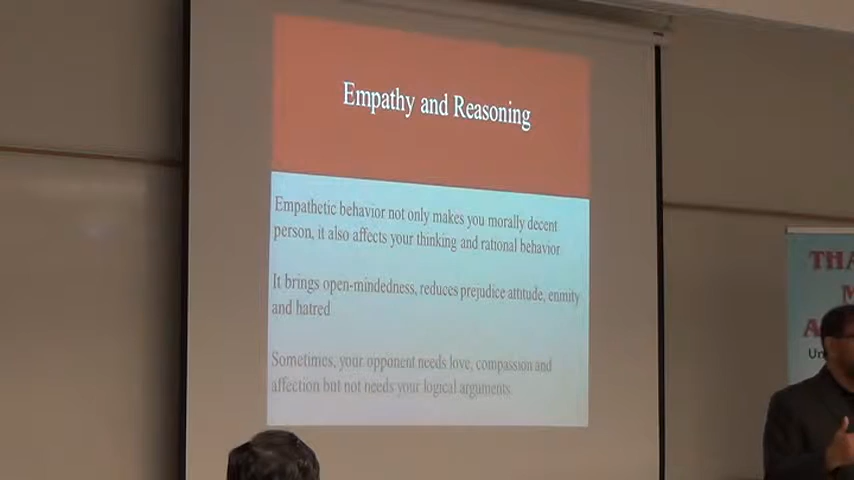 Empathy and Reasoning
Empathetic behavior not only makes you morally decent
person, it also affects your thinking and rational behavior
It brings open-mindedness, reduces prejudice attitude, enmity
and hatred
Sometimes, your opponent needs love, compassion and
affection but not needs your logical arguments
THA
M
A
Un